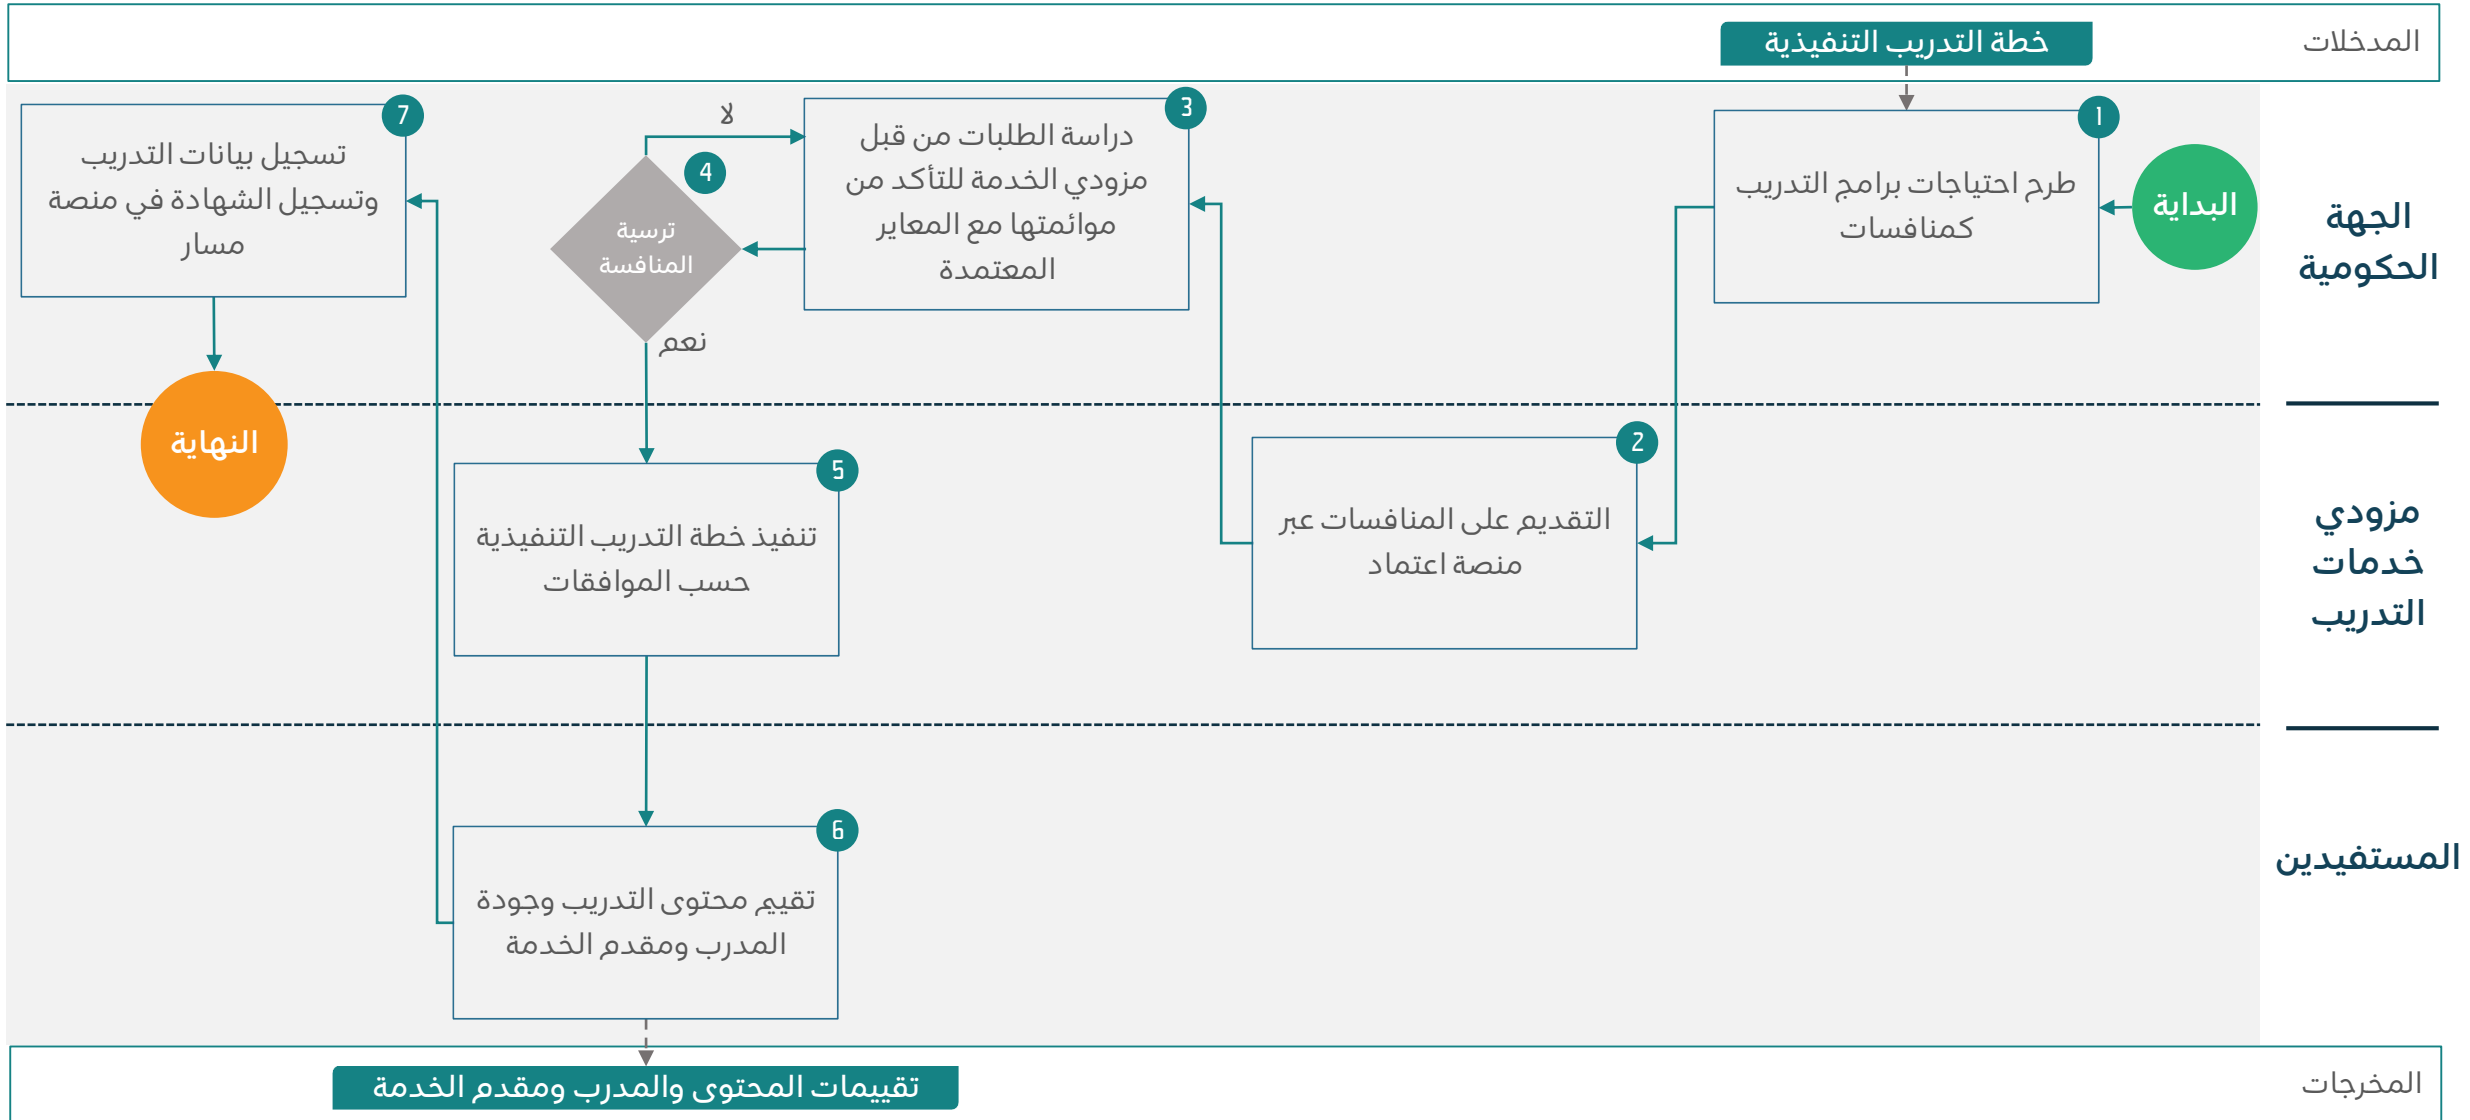 المدخلات
خطة التدريب التنفيذية
الجهة
الحكومية
البداية
1
طرح احتياجات برامج التدريب
كمنافسات
3
دراسة الطلبات من قبل
مزودي الخدمة للتأكد من
موائمتها مع المعاير
المعتمدة
لا
4
ترسية
المنافسة
نعم
7
تسجيل بيانات التدريب
وتسجيل الشهادة في منصة
مسار
النهاية
مزودي
خدمات
التدريب
2
التقديم على المنافسات عبر
منصة اعتماد
5
تنفيذ خطة التدريب التنفيذية
حسب الموافقات
المستفيدين
6
تقييم محتوى التدريب وجودة
المدرب ومقدم الخدمة
المخرجات
تقييمات المحتوى والمدرب ومقدم الخدمة